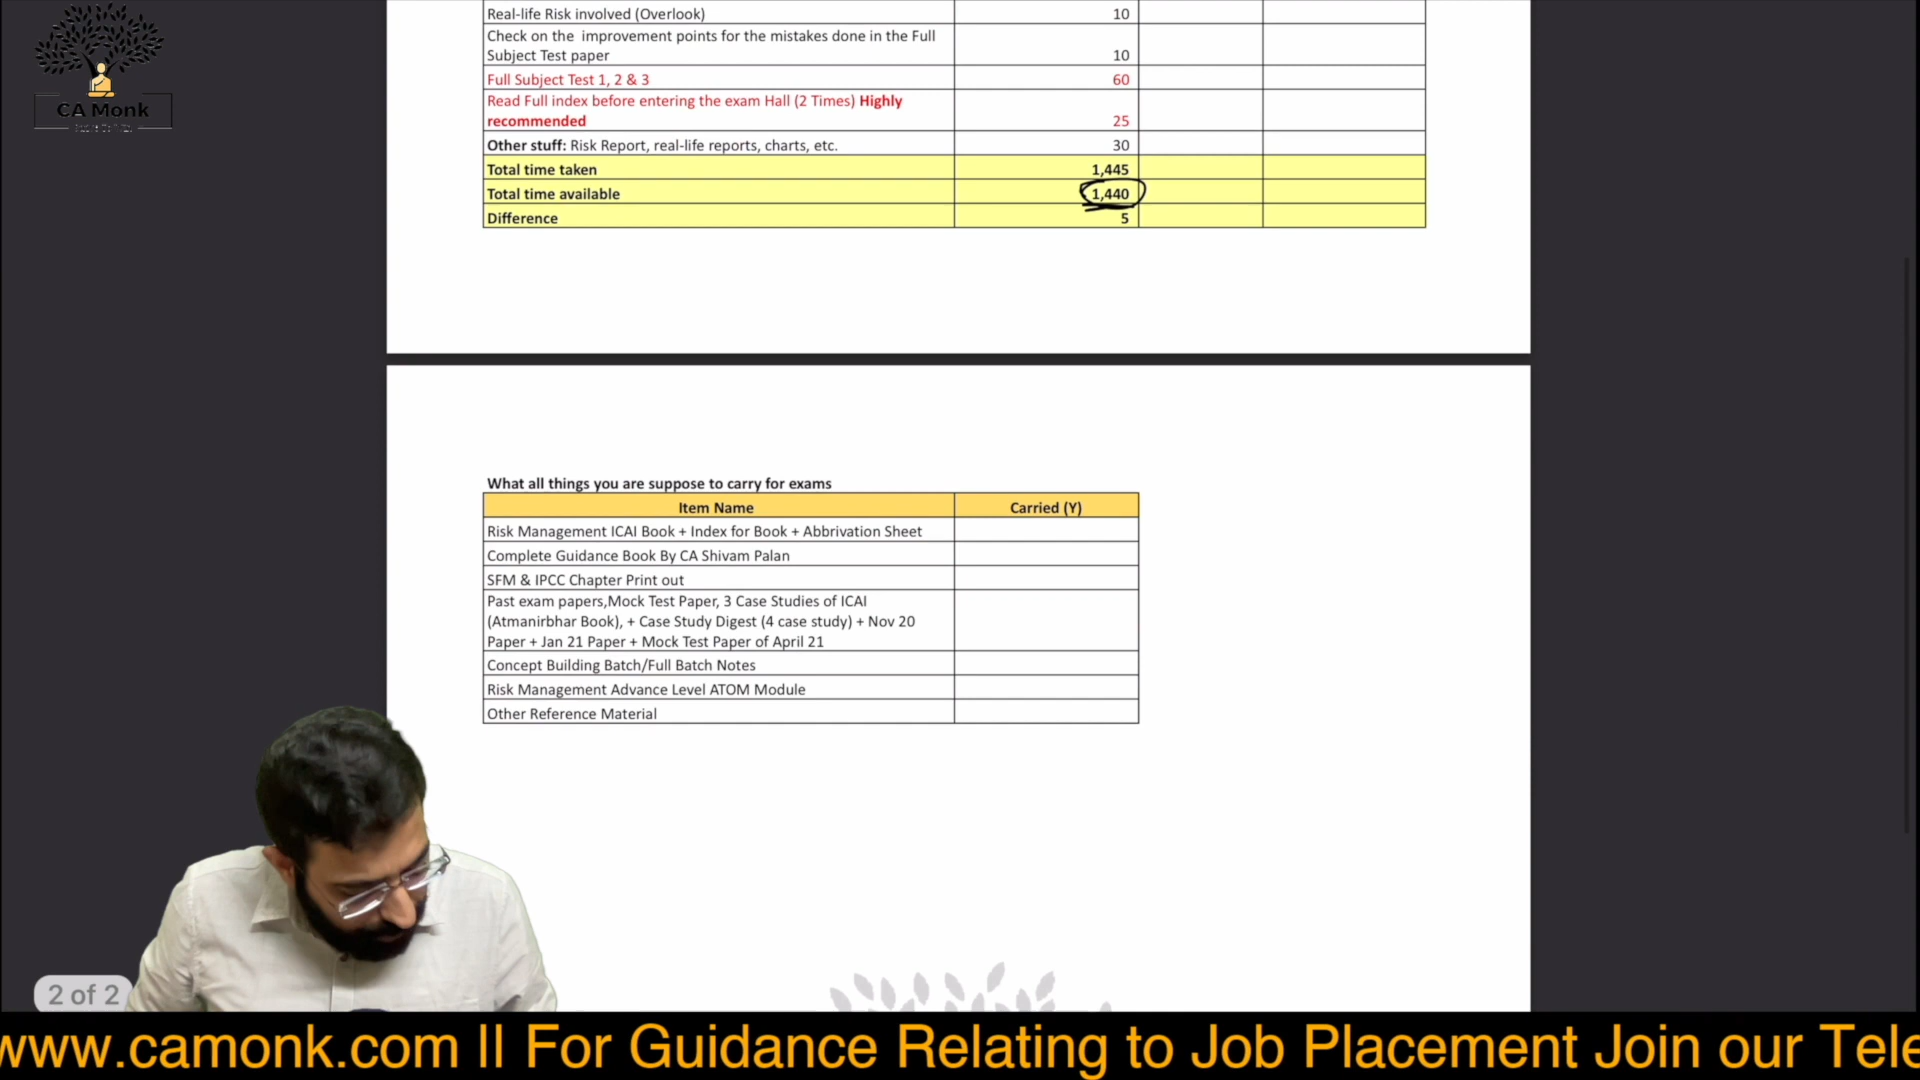 CA Monk
Real-life Risk involved (Overlook) 10
Check on the improvement points for the mistakes done in the Full
Subject Test paper 10
Full Subject Test 1, 2 & 3 60
Read Full index before entering the exam Hall (2 Times) Highly
recommended 25
Other stuff: Risk Report, real-life reports, charts, etc. 30
Total time taken 1,445
Total time available 1,440
Difference 5
What all things you are suppose to carry for exams
Item Name Carried (Y)
Risk Management ICAI Book + Index for Book + Abbrivation Sheet
Complete Guidance Book By CA Shivam Palan
SFM & IPCC Chapter Print out
Past exam papers,Mock Test Paper, 3 Case Studies of ICAI
(Atmanirbhar Book), + Case Study Digest (4 case study) + Nov 20
Paper + Jan 21 Paper + Mock Test Paper of April 21
Concept Building Batch/Full Batch Notes
Risk Management Advance Level ATOM Module
Other Reference Material
2 of 2
www.camonk.com II For Guidance Relating to Job Placement Join our Tele